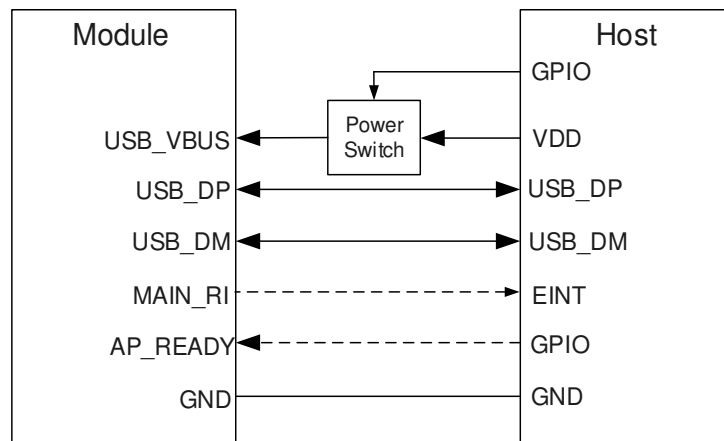 Module
Host
GPIO
Power
Switch
USB_VBUS
VDD
USB_DP
USB_DP
USB_DM
USB_DM
MAIN_RI
EINT
AP_READY
GPIO
GND
GND